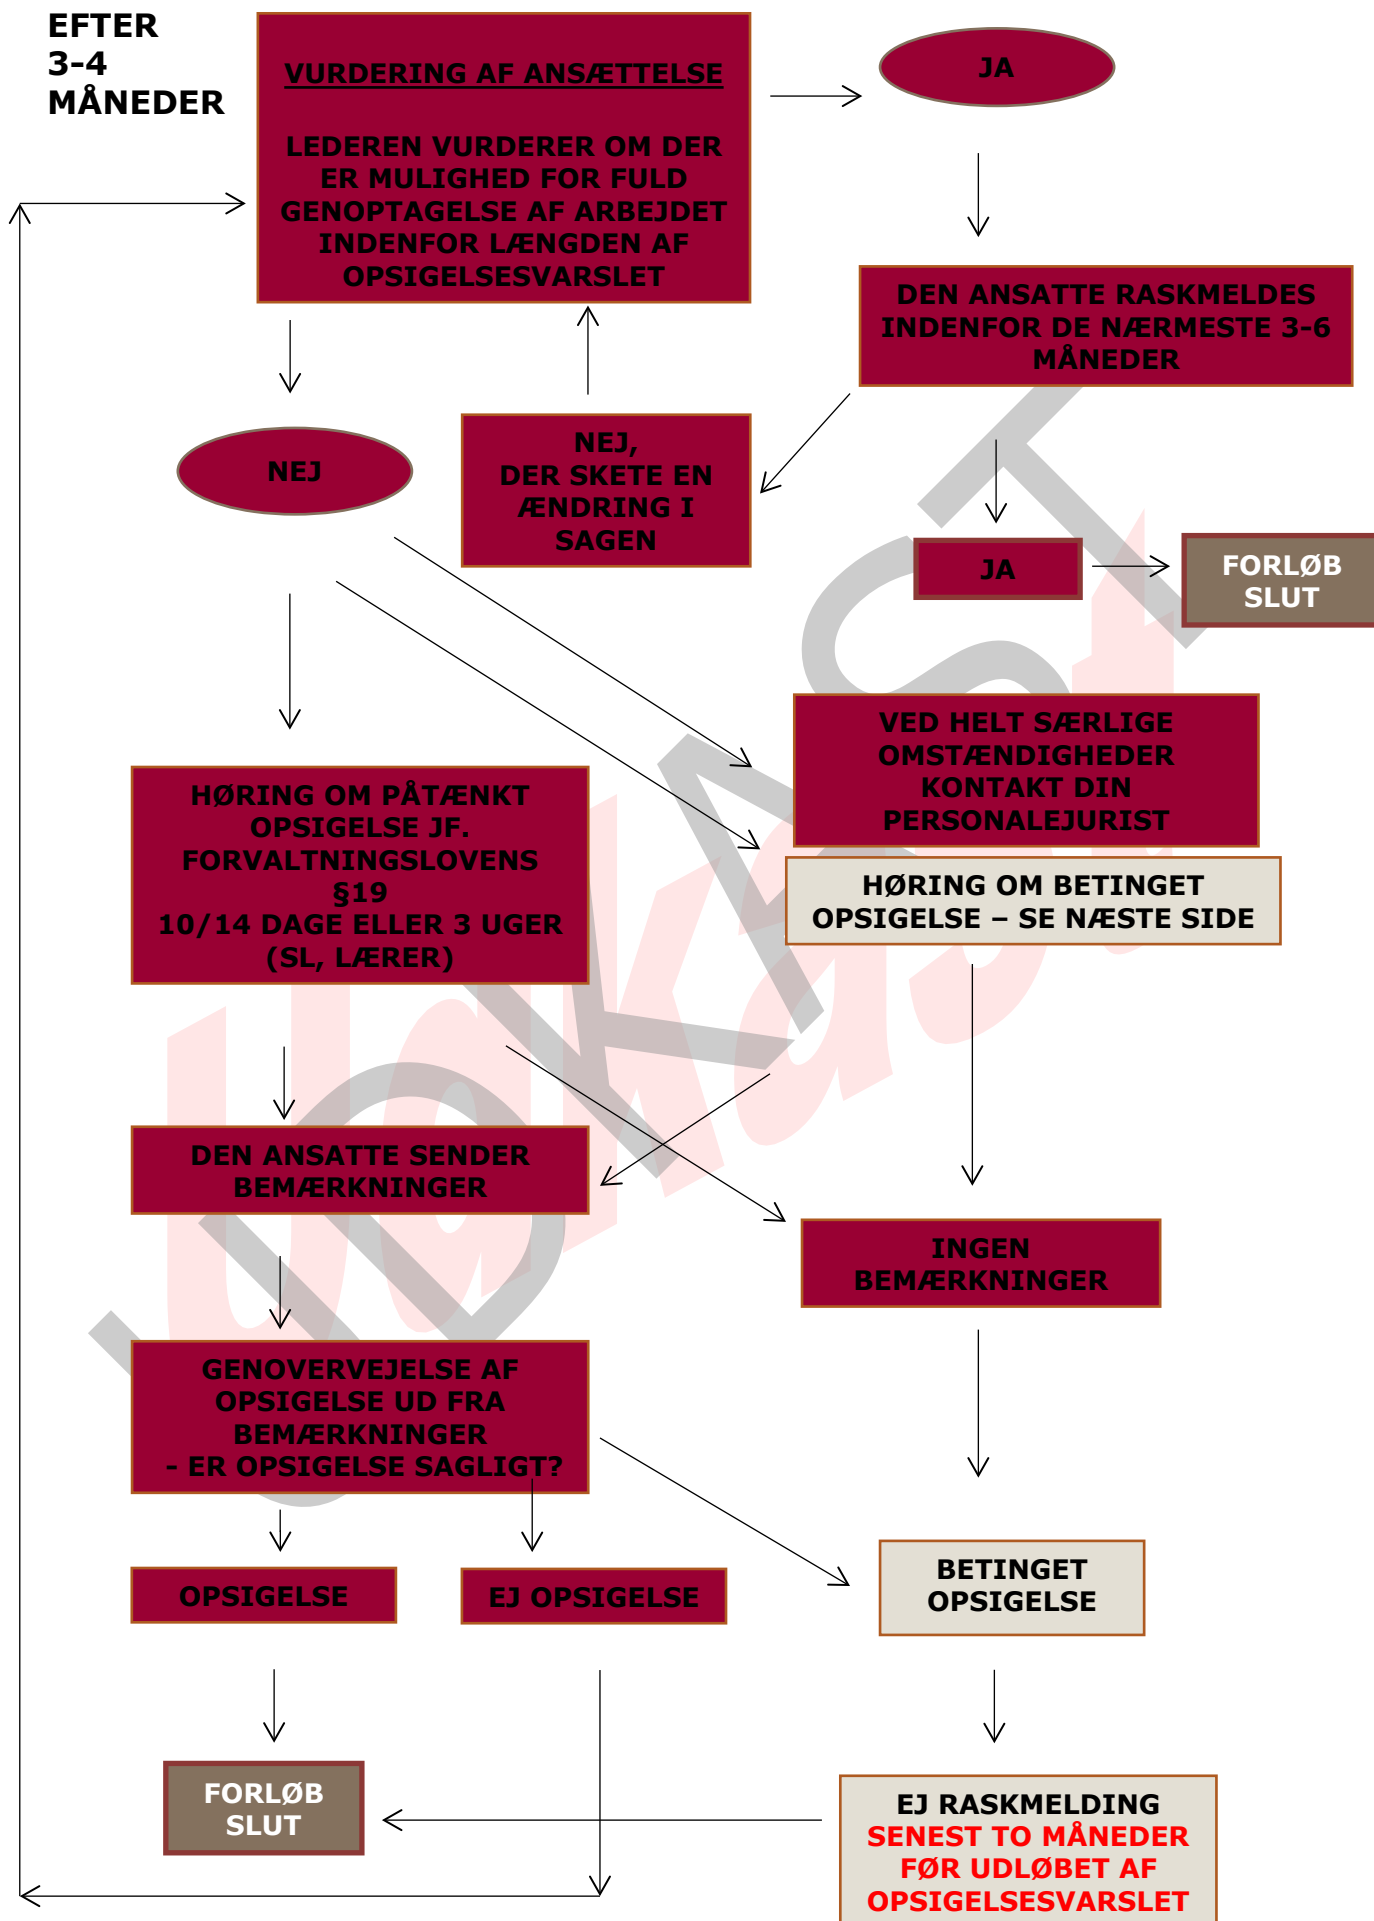 EFTER
3-4
MÅNEDER
VURDERING AF ANSÆTTELSE
LEDEREN VURDERER OM DER
ER MULIGHED FOR FULD
GENOPTAGELSE AF ARBEJDET
INDENFOR LÆNGDEN AF
OPSIGELSESVARSLET
JA
DEN ANSATTE RASKMELDES
INDENFOR DE NÆRMESTE 3-6
MÅNEDER
NEJ
NEJ,
DER SKETE EN
ÆNDRING I
SAGEN
JA
FORLØB
SLUT
VED HELT SÆRLIGE
OMSTÆNDIGHEDER
KONTAKT DIN
PERSONALEJURIST
HØRING OM PÅTÆNKT
OPSIGELSE JF.
FORVALTNINGSLOVENS
§19
10/14 DAGE ELLER 3 UGER
(SL, LÆRER)
HØRING OM BETINGET
OPSIGELSE – SE NÆSTE SIDE
DEN ANSATTE SENDER
BEMÆRKNINGER
INGEN
BEMÆRKNINGER
GENOVERVEJELSE AF
OPSIGELSE UD FRA
BEMÆRKNINGER
- ER OPSIGELSE SAGLIGT?
OPSIGELSE
EJ OPSIGELSE
BETINGET
OPSIGELSE
FORLØB
SLUT
EJ RASKMELDING
SENEST TO MÅNEDER
FØR UDLØBET AF
OPSIGELSESVARSLET
UDKAST
Udkast